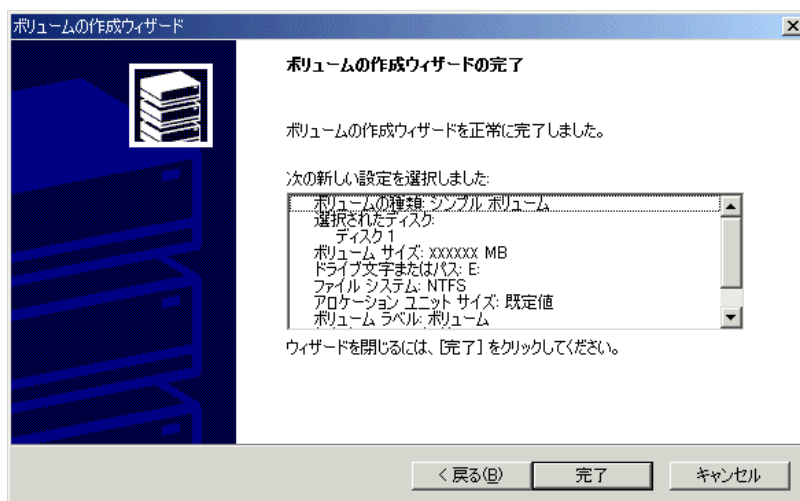 ボリュームの作成ウィザード
ボリュームの作成ウィザードの完了
ボリュームの作成ウィザードを正常に完了しました。
次の新しい設定を選択しました:
ボリュームの種類: シンプル ボリューム
選択されたディスク:
ディスク 1
ボリューム サイズ: xxxxxx MB
ドライブ文字またはパス: E:
ファイル システム: NTFS
アロケーション ユニット サイズ: 既定値
ボリューム ラベル: ボリューム
ウィザードを閉じるには、[完了] をクリックしてください。
< 戻る(B)
完了
キャンセル